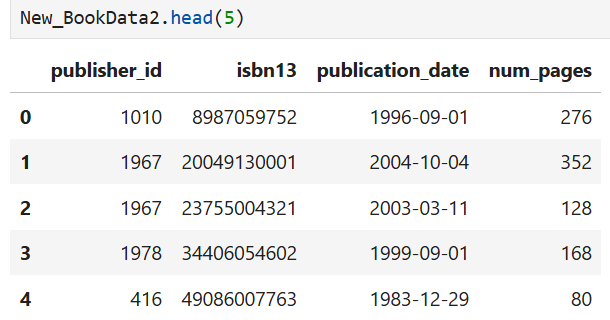 New_BookData2.head(5)
publisher_id isbn13 publication_date num_pages
0 1010 8987059752 1996-09-01 276
1 1967 20049130001 2004-10-04 352
2 1967 23755004321 2003-03-11 128
3 1978 34406054602 1999-09-01 168
4 416 49086007763 1983-12-29 80